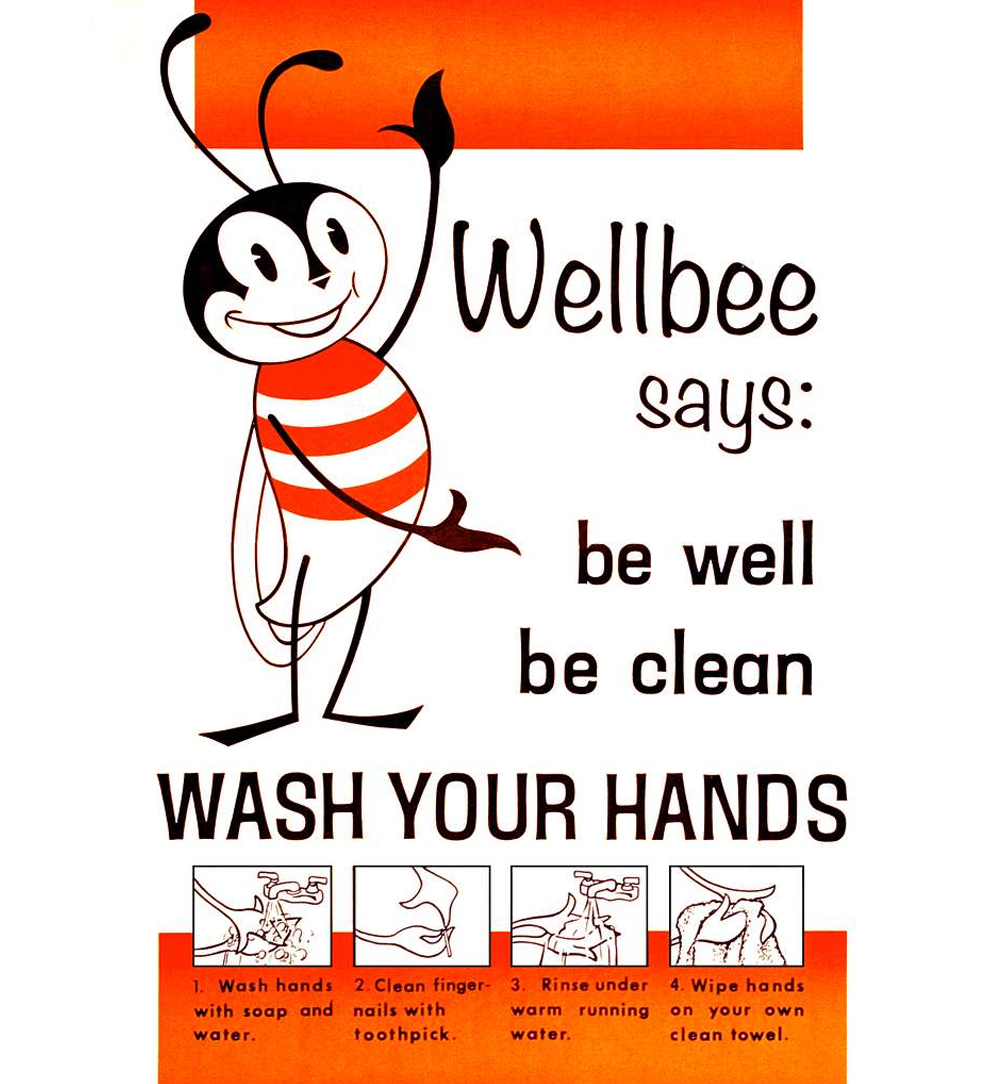 Wellbee
says:
be well
be clean
WASH YOUR HANDS
1. Wash hands
with soap and
water.
2. Clean finger-
nails with
toothpick.
3. Rinse under
warm running
water.
4. Wipe hands
on your own
clean towel.